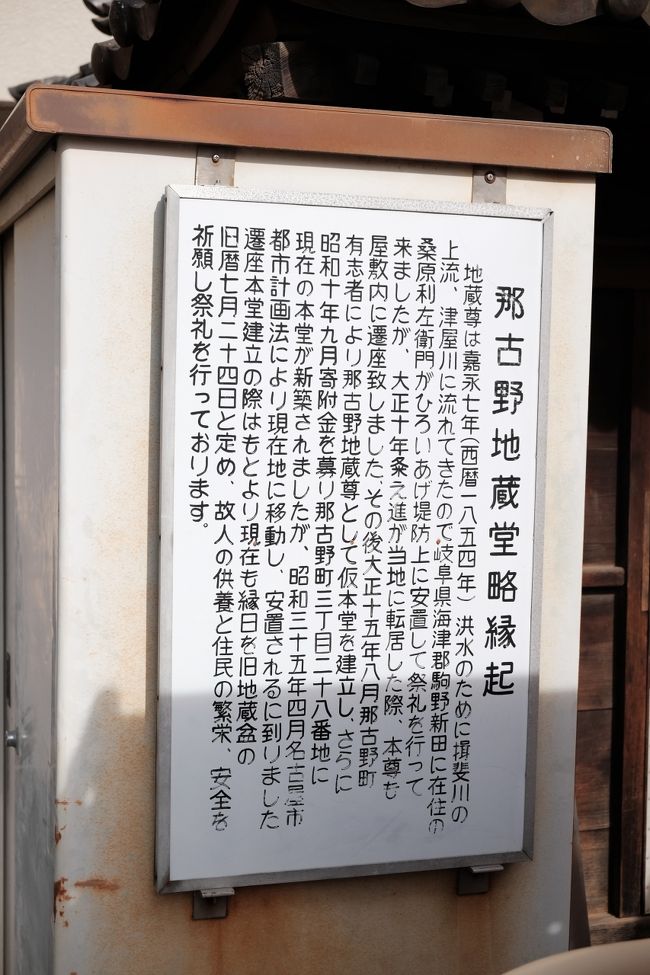 那古野地蔵堂略縁起
地蔵尊は嘉永七年(西暦一八五四年) 洪水のために揖斐川の
上流、津屋川に流れてきたので岐阜県海津郡駒野新田に在住の
桑原利左衛門がひろいあげ堤防上に安置して祭礼を行って
来ましたが、大正十年粂え進が当地に転居した際、本尊も
屋敷内に遷座致しました、その後大正十五年八月那古野町
有志者により那古野地蔵尊として仮本堂を建立し、さらに
昭和十年九月寄附金を募り那古野町三丁目二十八番地に
現在の本堂が新築されましたが、昭和三十五年四月名古屋市
都市計画法により現在地に移動し、安置されるに到りました
遷座本堂建立の際はもとより現在も縁日を旧地蔵盆の
旧暦七月二十四日と定め、故人の供養と住民の繁栄、安全を
祈願し祭礼を行っております。